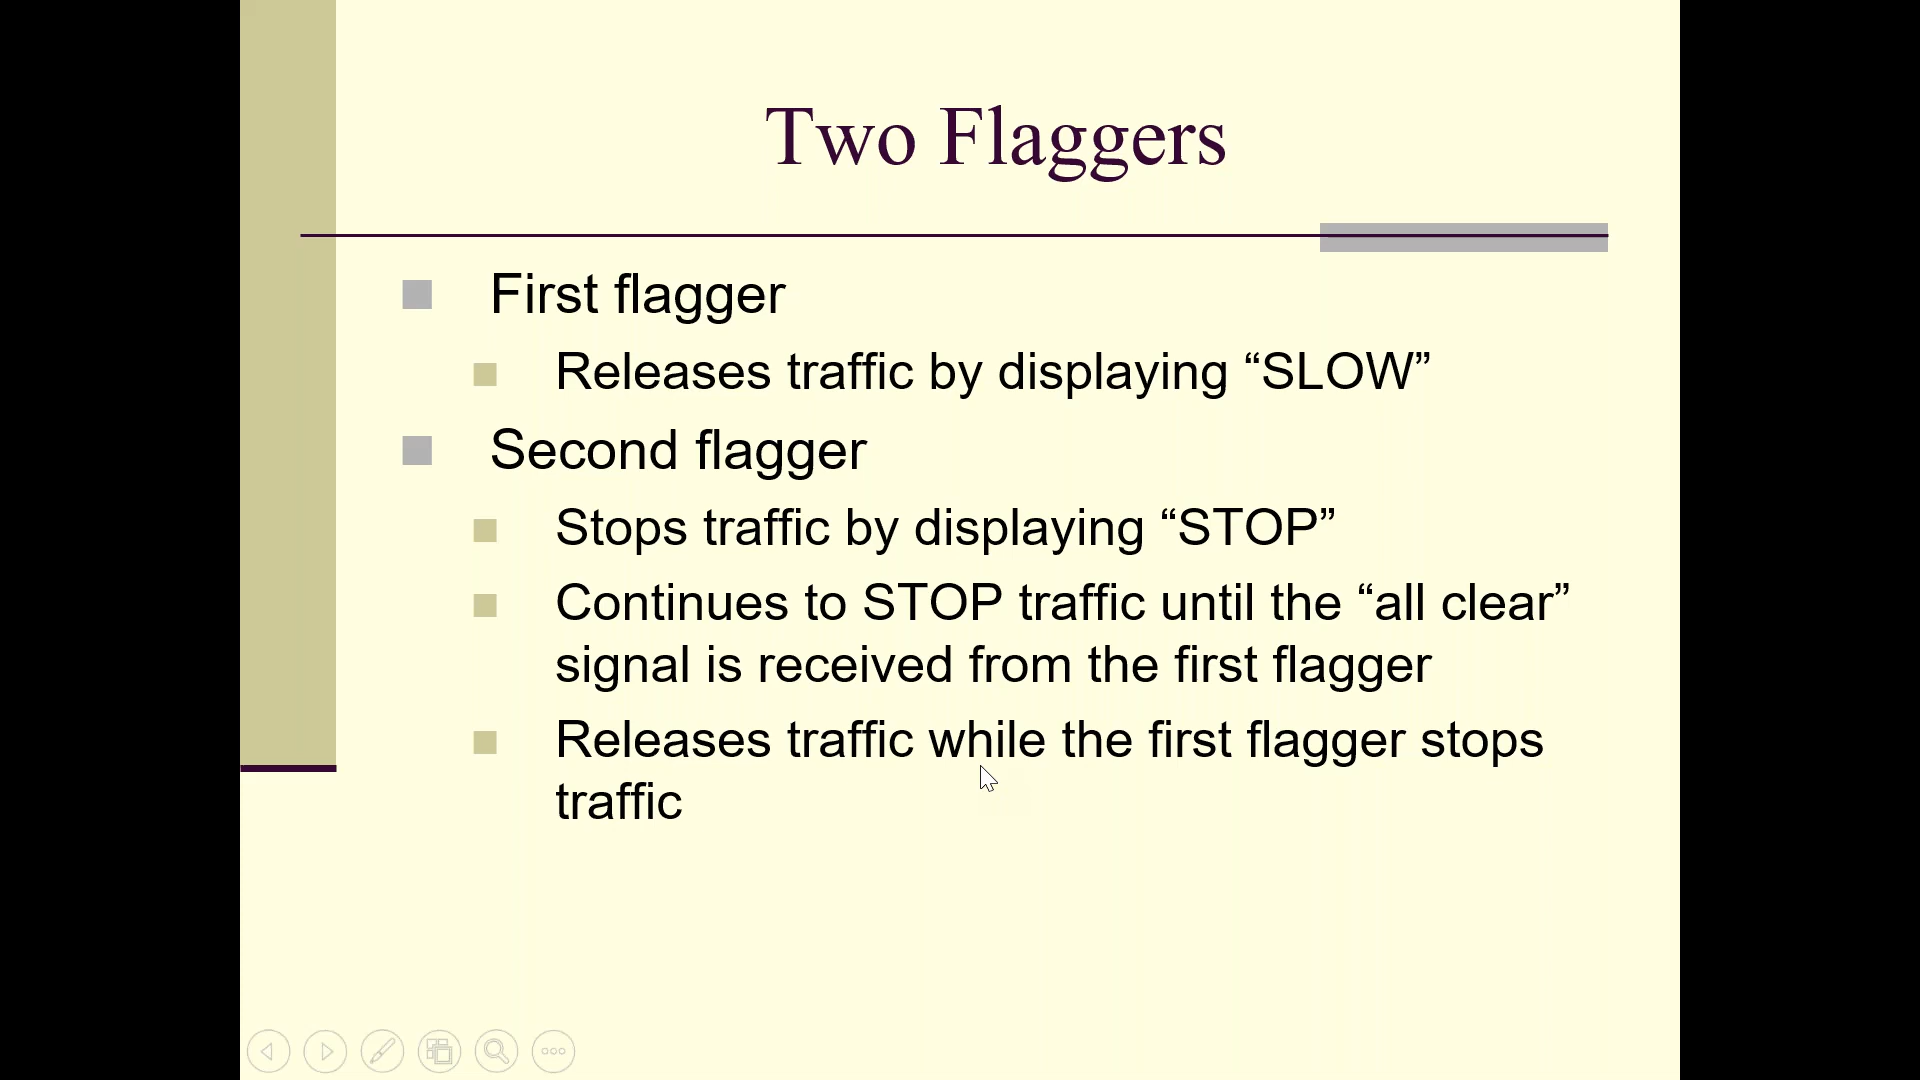 Two Flaggers
First flagger
Releases traffic by displaying “SLOW”
Second flagger
Stops traffic by displaying “STOP”
Continues to STOP traffic until the “all clear”
signal is received from the first flagger
Releases traffic while the first flagger stops
traffic